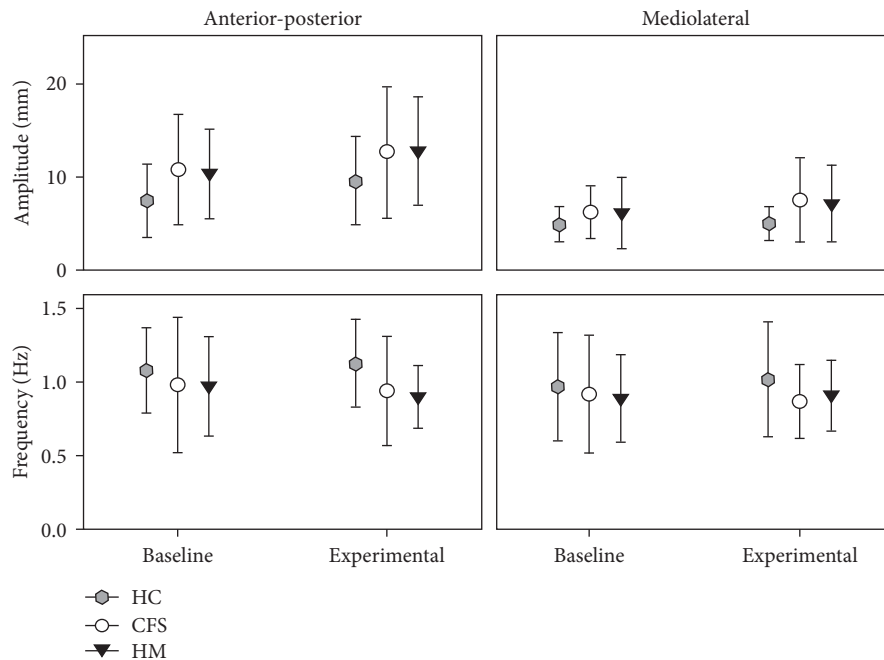 Anterior-posterior
Mediolateral
Amplitude (mm)
20
10
0
Frequency (Hz)
1.5
1.0
0.5
0.0
Baseline
Experimental
Baseline
Experimental
HC
CFS
HM